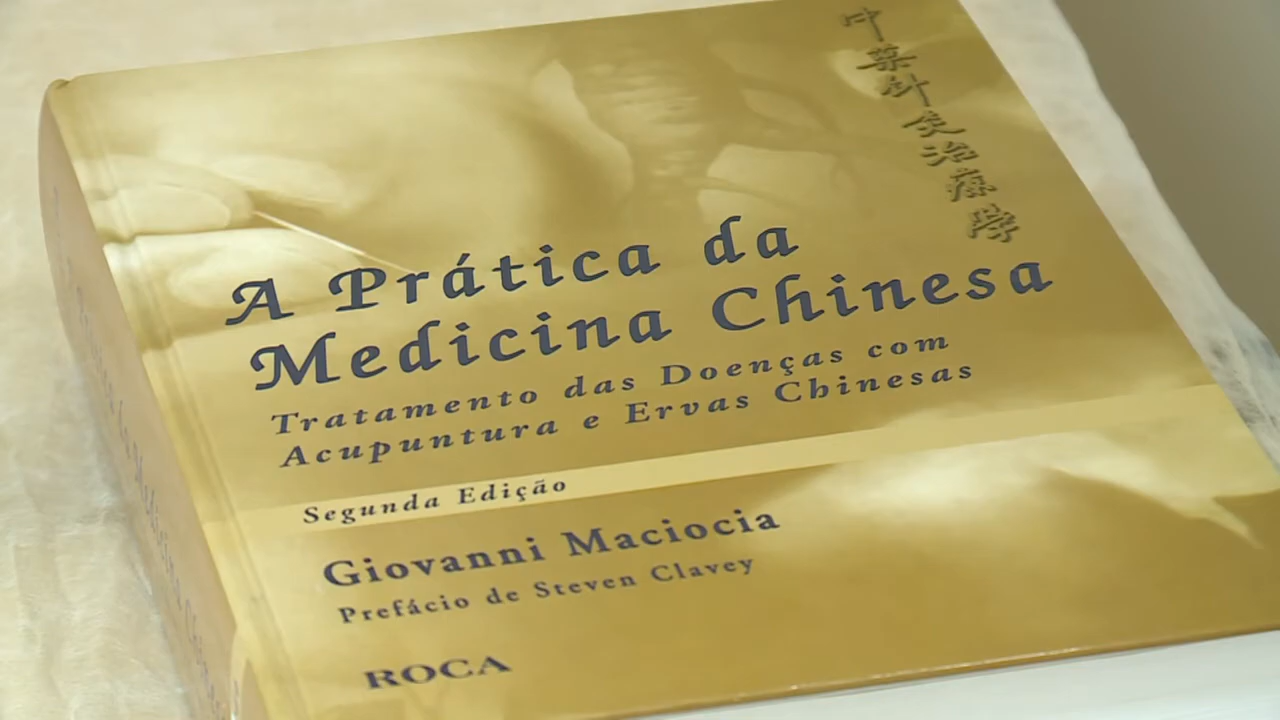 中藥針灸治療
A Prática da
Medicina Chinesa
Tratamento das Doenças com
Acupuntura e Ervas Chinesas
Segunda Edição
Giovanni Maciocia
Prefácio de Steven Clavey
ROCA